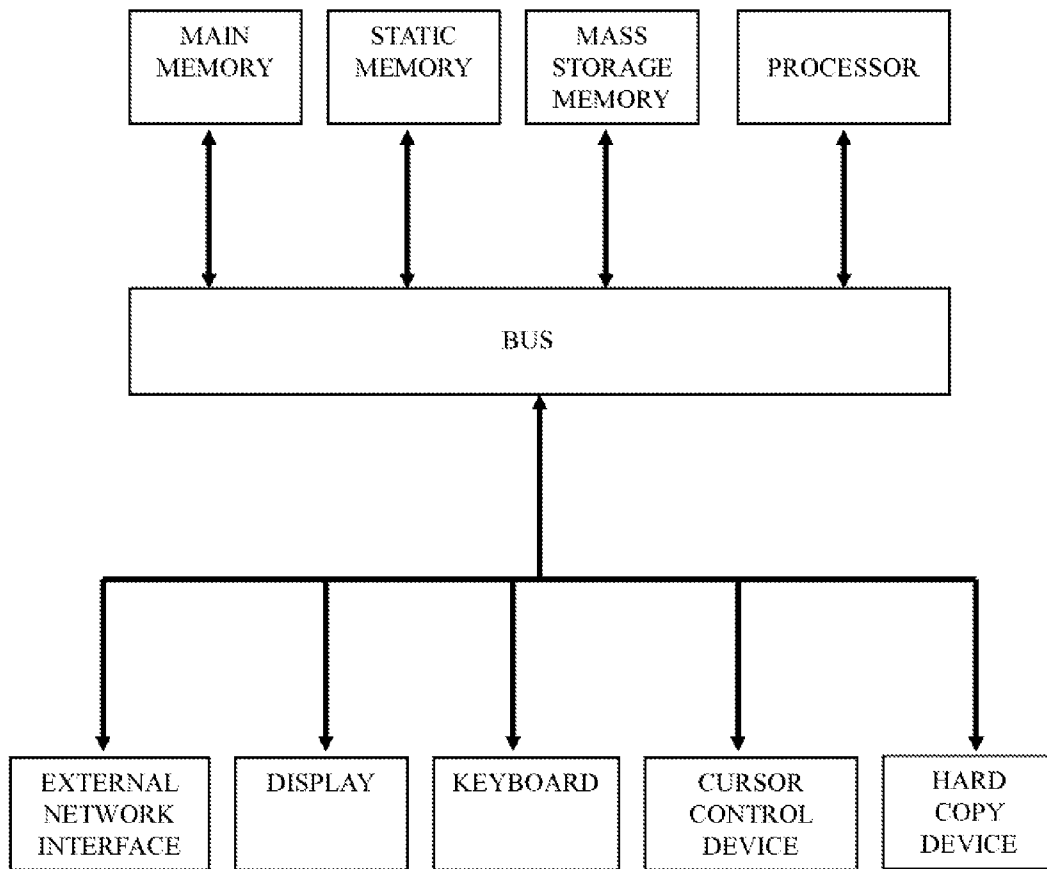 MAIN
MEMORY
STATIC
MEMORY
MASS
STORAGE
MEMORY
PROCESSOR
BUS
EXTERNAL
NETWORK
INTERFACE
DISPLAY
KEYBOARD
CURSOR
CONTROL
DEVICE
HARD
COPY
DEVICE